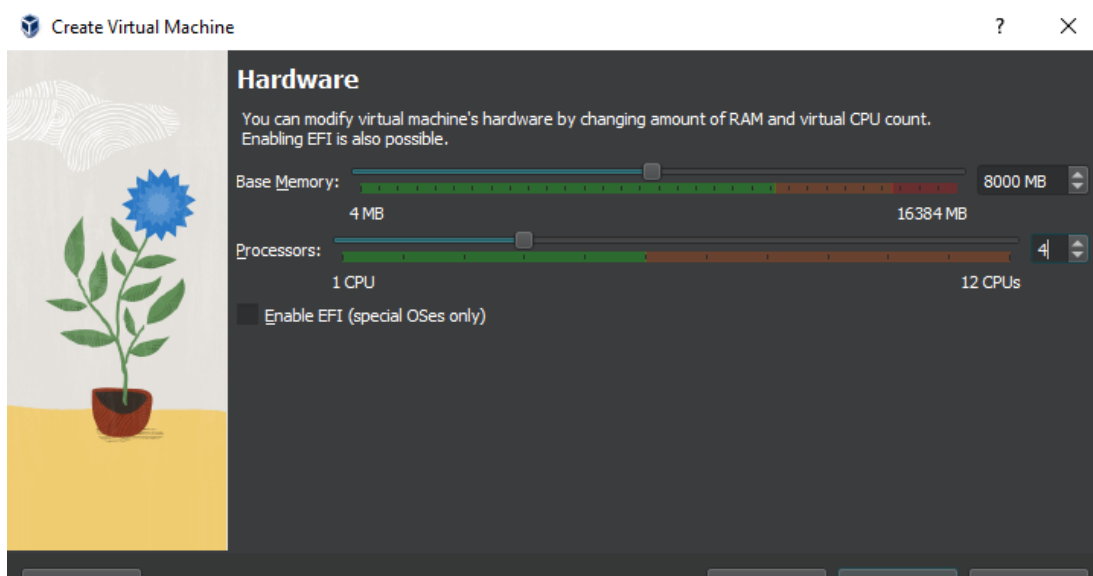 Create Virtual Machine
?
Hardware
You can modify virtual machine's hardware by changing amount of RAM and virtual CPU count.
Enabling EFI is also possible.
Base Memory:
8000 MB
4 MB
16384 MB
Processors:
4
1 CPU
12 CPUs
Enable EFI (special OSes only)